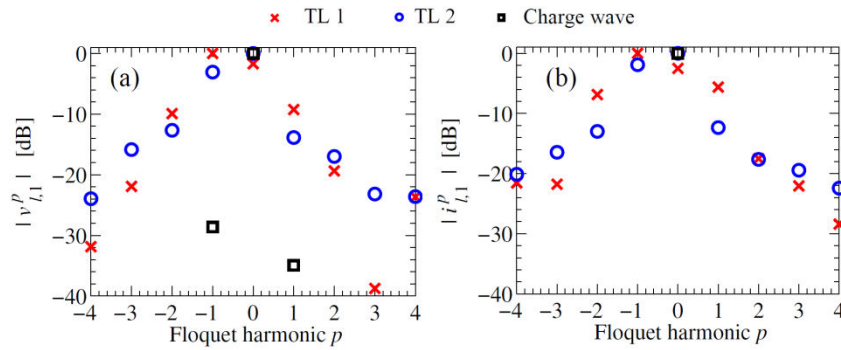 TL 1 TL 2 Charge wave
(a)
| v^p_{l,1} | [dB]
0
−10
−20
−30
−40
−4 −3 −2 −1 0 1 2 3 4
Floquet harmonic p
(b)
| i^p_{l,1} | [dB]
0
−10
−20
−30
−40
−4 −3 −2 −1 0 1 2 3 4
Floquet harmonic p